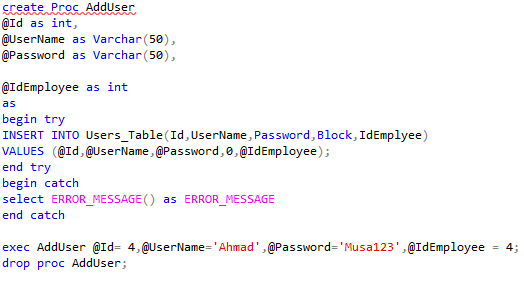 create Proc AddUser
@Id as int,
@UserName as Varchar(50),
@Password as Varchar(50),
@IdEmployee as int
as
begin try
INSERT INTO Users_Table(Id,UserName,Password,Block,IdEmplyee)
VALUES (@Id,@UserName,@Password,0,@IdEmployee);
end try
begin catch
select ERROR_MESSAGE() as ERROR_MESSAGE
end catch
exec AddUser @Id= 4,@UserName='Ahmad',@Password='Musa123',@IdEmployee = 4;
drop proc AddUser;